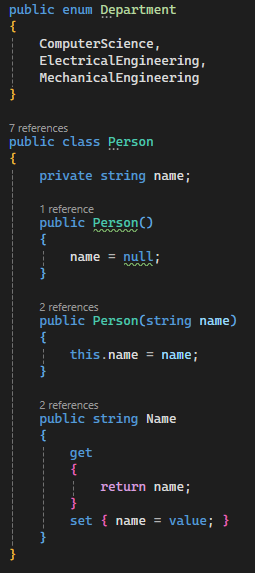 public enum Department
{
ComputerScience,
ElectricalEngineering,
MechanicalEngineering
}
7 references
public class Person
{
private string name;
1 reference
public Person()
{
name = null;
}
2 references
public Person(string name)
{
this.name = name;
}
2 references
public string Name
{
get
{
return name;
}
set { name = value; }
}
}